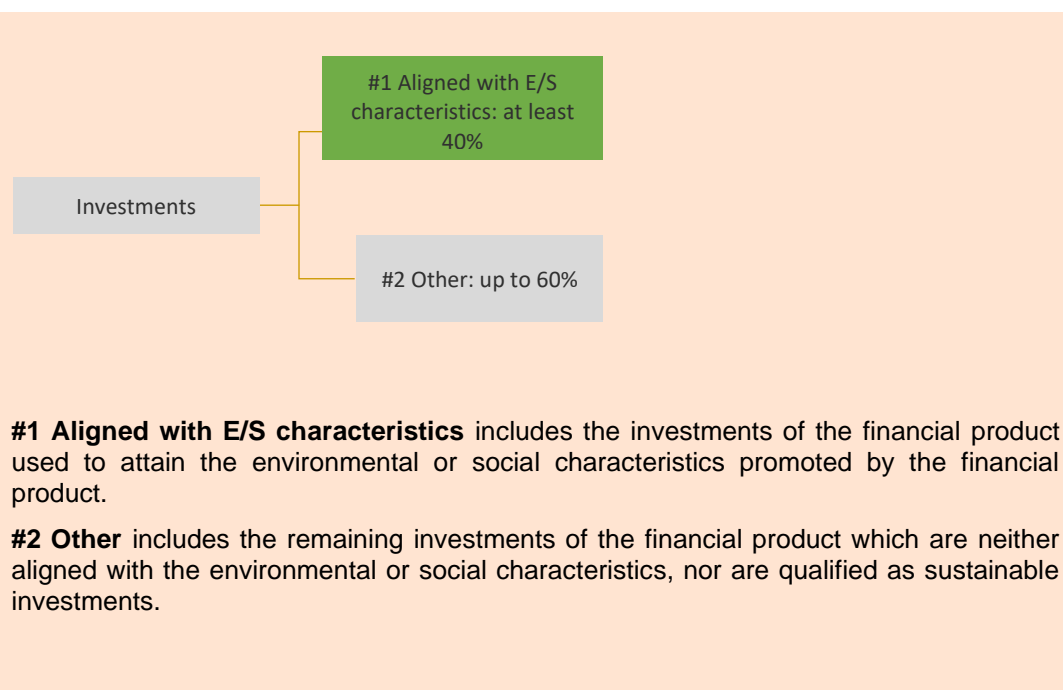 #1 Aligned with E/S
characteristics: at least
40%
Investments
#2 Other: up to 60%
#1 Aligned with E/S characteristics includes the investments of the financial product
used to attain the environmental or social characteristics promoted by the financial
product.
#2 Other includes the remaining investments of the financial product which are neither
aligned with the environmental or social characteristics, nor are qualified as sustainable
investments.